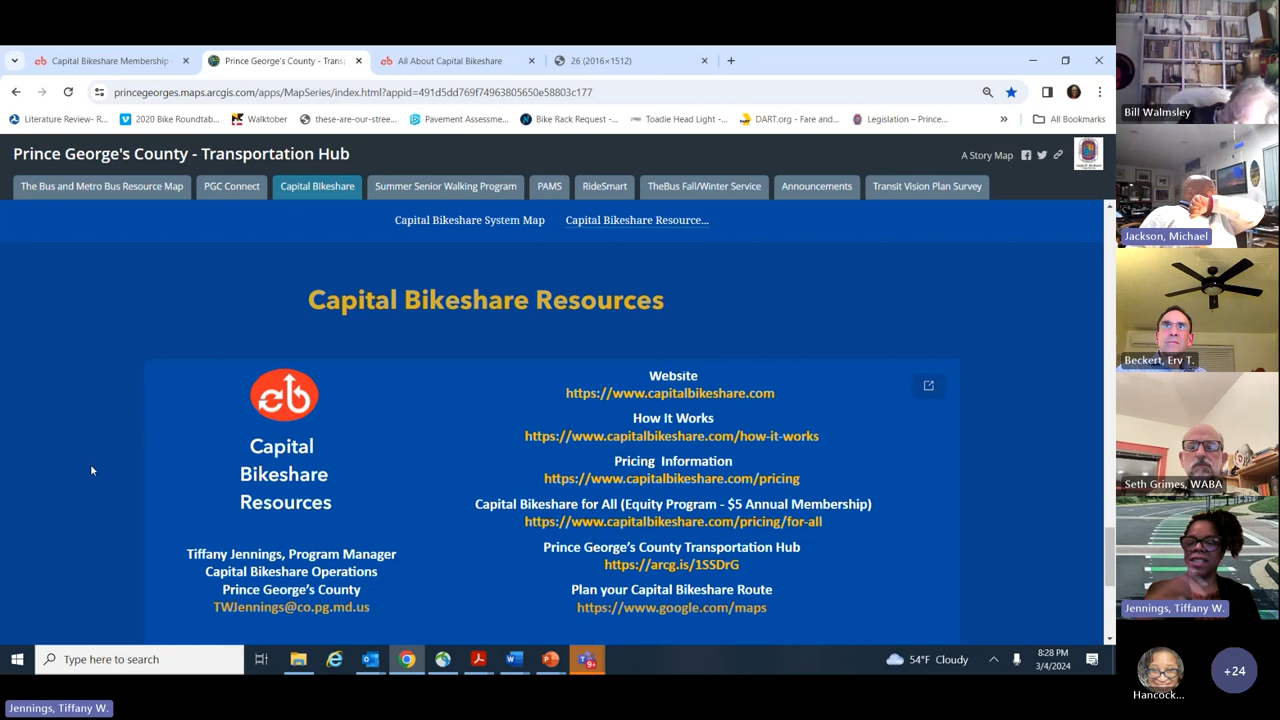 Capital Bikeshare Membership
Prince George's County - Transp
All About Capital Bikeshare
26 (2016×1512)
princegeorges.maps.arcgis.com/apps/MapSeries/index.html?appid=491d5dd769f74963805650e58803c177
Literature Review- R...
2020 Bike Roundtab...
Walktober
these-are-our-stree...
Pavement Assesme...
Bike Rack Request -...
Toadie Head Light -...
DART.org - Fare and...
Legislation – Prince...
»
All Bookmarks
Prince George's County - Transportation Hub
A Story Map
The Bus and Metro Bus Resource Map
PGC Connect
Capital Bikeshare
Summer Senior Walking Program
PAMS
RideSmart
TheBus Fall/Winter Service
Announcements
Transit Vision Plan Survey
Capital Bikeshare System Map
Capital Bikeshare Resource...
Capital Bikeshare Resources
cb
Capital
Bikeshare
Resources
Tiffany Jennings, Program Manager
Capital Bikeshare Operations
Prince George's County
TWJennings@co.pg.md.us
Website
https://www.capitalbikeshare.com
How It Works
https://www.capitalbikeshare.com/how-it-works
Pricing Information
https://www.capitalbikeshare.com/pricing
Capital Bikeshare for All (Equity Program - $5 Annual Membership)
https://www.capitalbikeshare.com/pricing/for-all
Prince George's County Transportation Hub
https://arcg.is/1SSDrG
Plan your Capital Bikeshare Route
https://www.google.com/maps
Type here to search
9+
54°F Cloudy
8:28 PM
3/4/2024
Jennings, Tiffany W.
Bill Walmsley
Jackson, Michael
Beckert, Erv T.
Seth Grimes, WABA
Jennings, Tiffany W.
Hancock...
+24